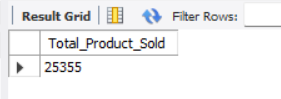 Result Grid Filter Rows:
Total_Product_Sold
25355